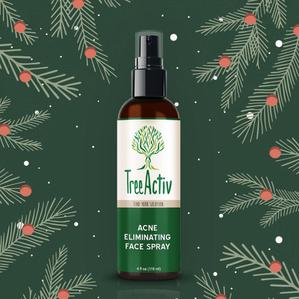 TreeActiv
FIND YOUR SOLUTION
ACNE
ELIMINATING
FACE SPRAY
4 fl oz (118 ml)